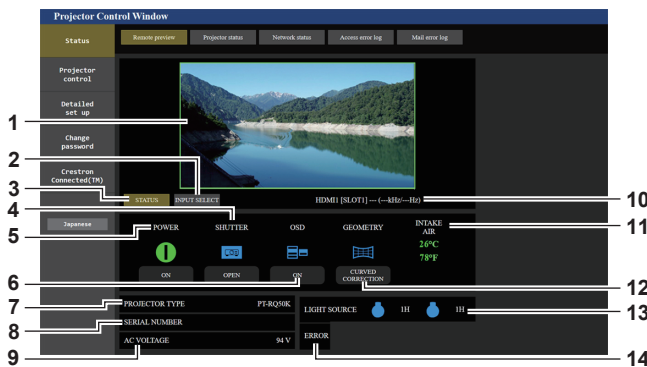 Projector Control Window
Status
Remote preview
Projector status
Network status
Access error log
Mail error log
Projector
control
Detailed
set up
Change
password
Crestron
Connected(TM)
Japanese
STATUS
INPUT SELECT
HDMI1 [SLOT1] --- (---kHz/---Hz)
POWER
SHUTTER
OSD
GEOMETRY
INTAKE
AIR
26°C
78°F
ON
OPEN
ON
CURVED
CORRECTION
PROJECTOR TYPE PT-RQ50K
SERIAL NUMBER
AC VOLTAGE 94 V
LIGHT SOURCE 1H 1H
ERROR
1
2
3
4
5
6
7
8
9
10
11
12
13
14